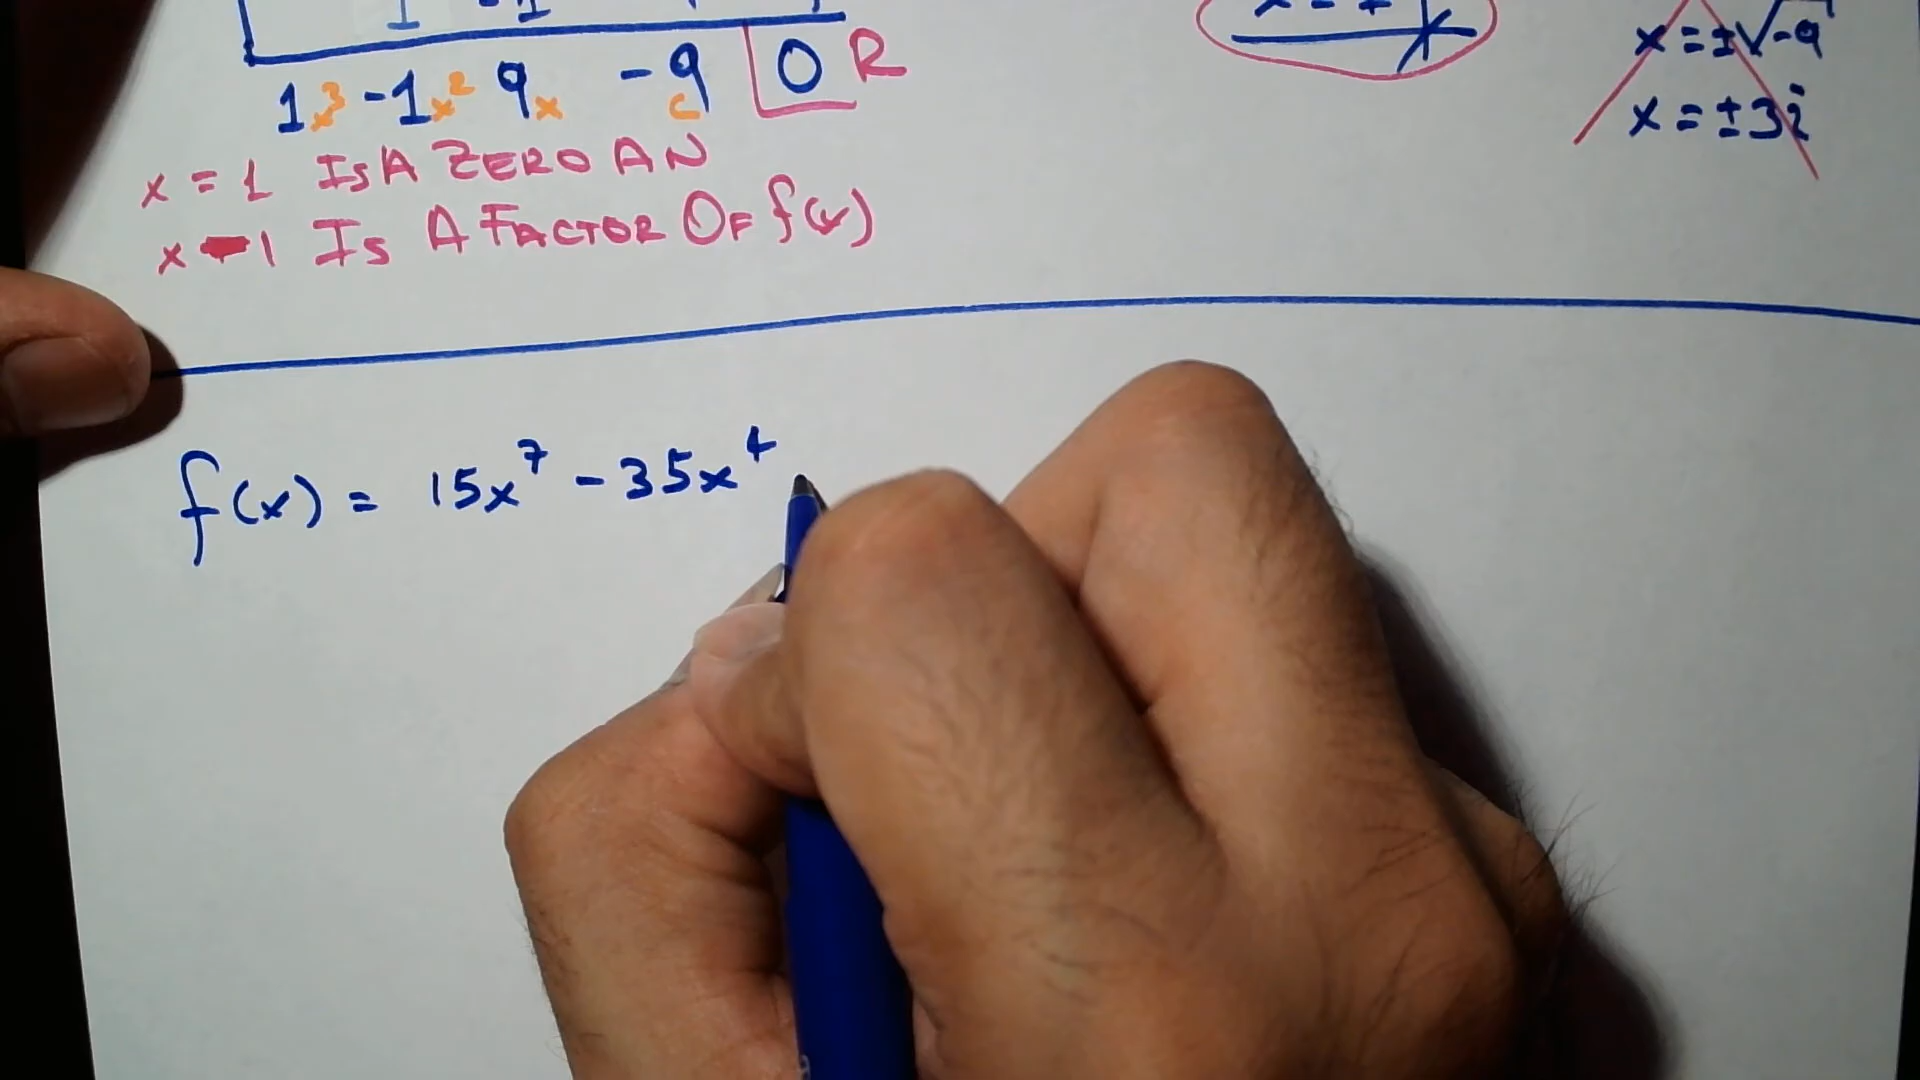 1x³ -1x² 9x -9 0 R
c
x = 1 IS A ZERO AN
x - 1 IS A FACTOR OF f(x)
x = ±√-9
x = ±3i
f(x) = 15x⁷ - 35x⁴